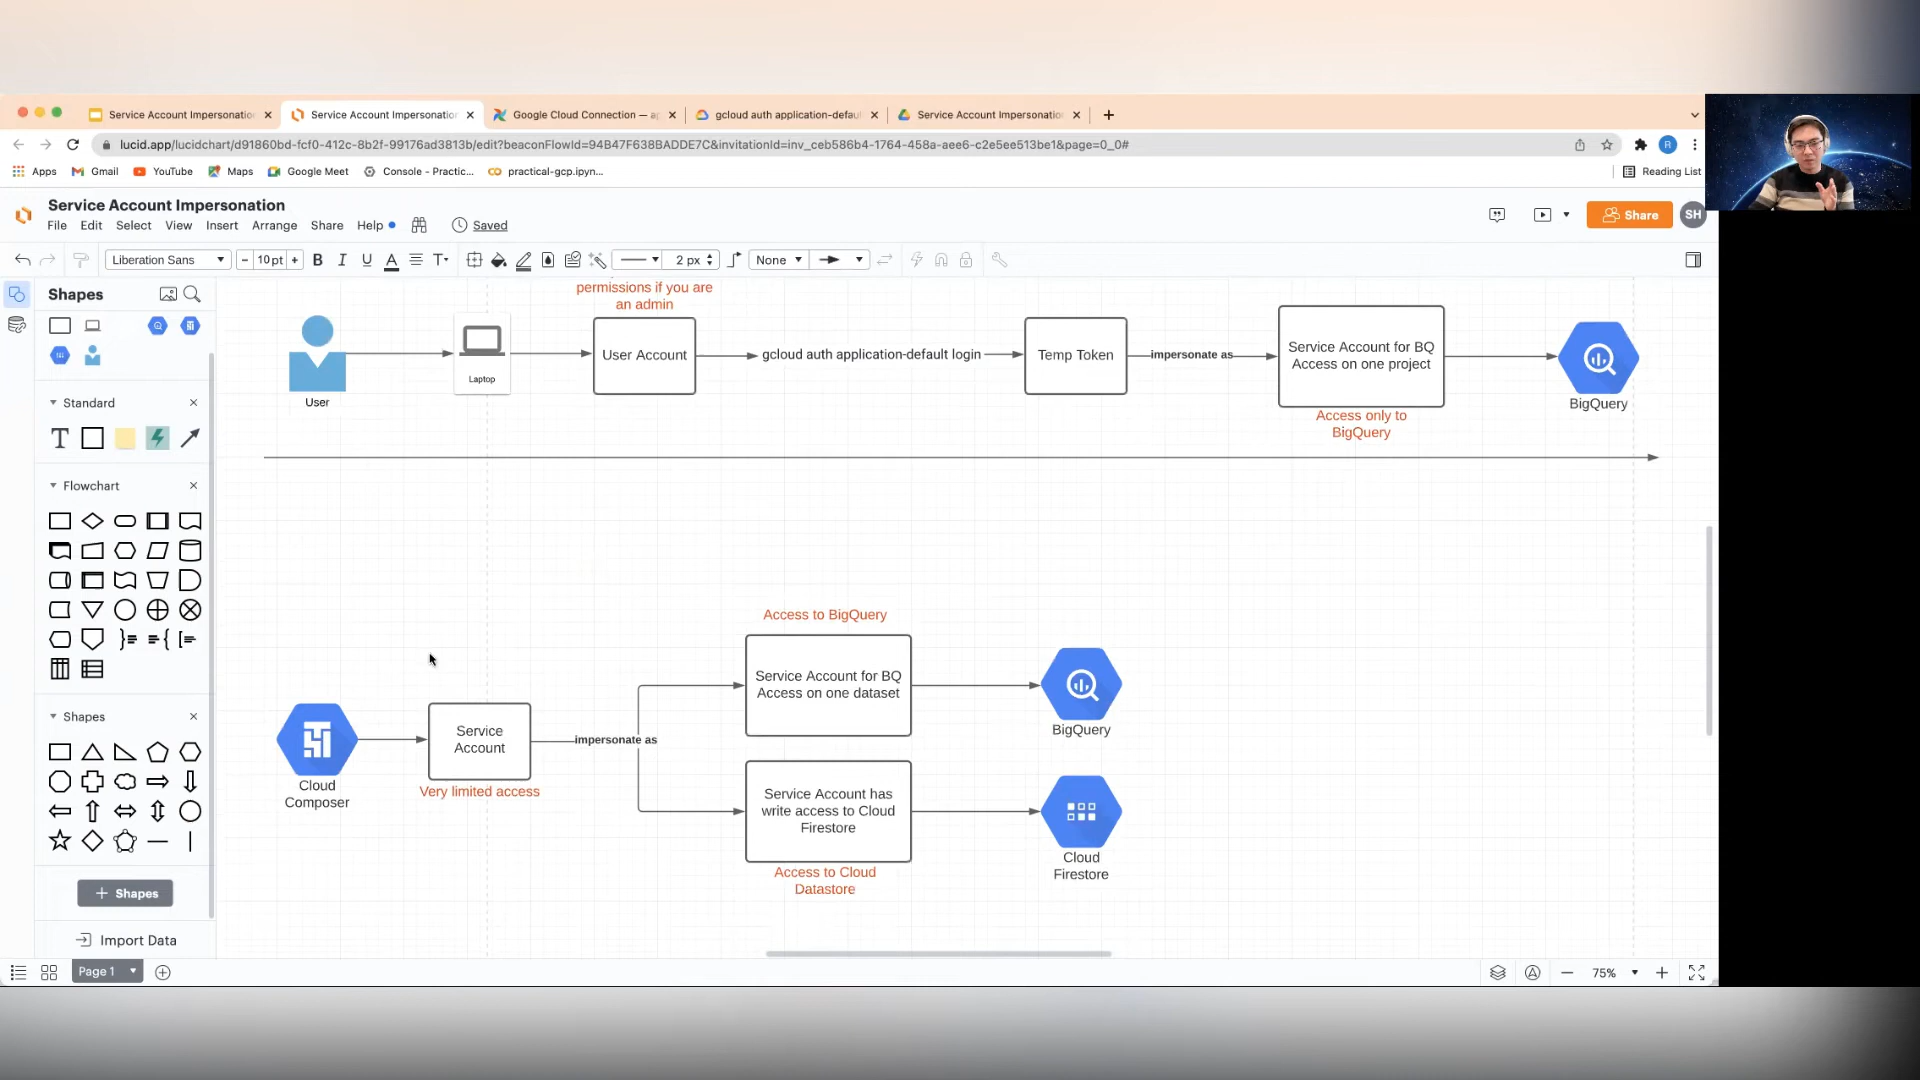 Service Account Impersonation
Service Account Impersonation
Google Cloud Connection — a
gcloud auth application-defau
Service Account Impersonatio
lucid.app/lucidchart/d91860bd-fcf0-412c-8b2f-99176ad3813b/edit?beaconFlowId=94B47F638BADDE7C&invitationId=inv_ceb586b4-1764-458a-aee6-c2e5ee513be1&page=0_0#
R
Apps
Gmail
YouTube
Maps
Google Meet
Console - Practic...
practical-gcp.ipyn...
Reading List
Service Account Impersonation
File Edit Select View Insert Arrange Share Help
Saved
Share
SH
Liberation Sans
− 10 pt +
B I U A T
2 px
None
Shapes
permissions if you are
an admin
User
Laptop
User Account
gcloud auth application-default login
Temp Token
impersonate as
Service Account for BQ
Access on one project
Access only to
BigQuery
BigQuery
Standard
T
Flowchart
Shapes
+ Shapes
Import Data
Cloud
Composer
Service
Account
Very limited access
impersonate as
Access to BigQuery
Service Account for BQ
Access on one dataset
BigQuery
Service Account has
write access to Cloud
Firestore
Access to Cloud
Datastore
Cloud
Firestore
Page 1
75%